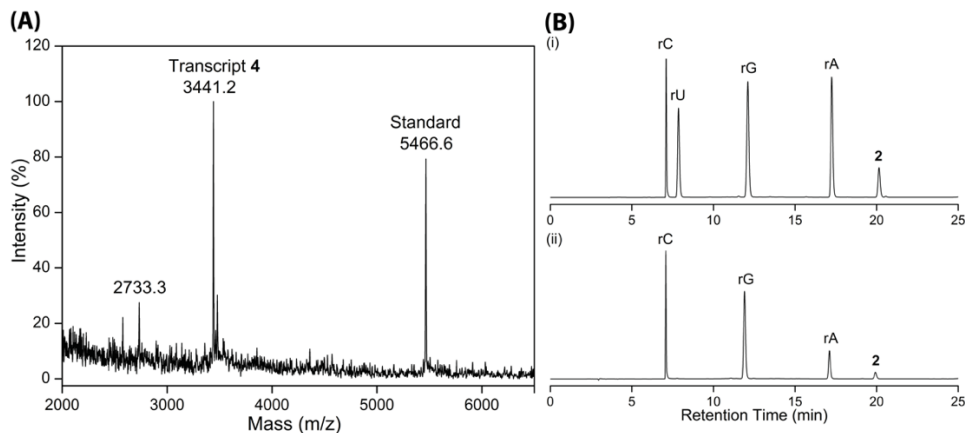 (A)
120
100
80
60
40
20
0
Intensity (%)
Transcript 4
3441.2
Standard
5466.6
2733.3
2000 3000 4000 5000 6000
Mass (m/z)
(B)
(i)
rC
rU
rG
rA
2
0 5 10 15 20 25
(ii)
rC
rG
rA
2
0 5 10 15 20 25
Retention Time (min)